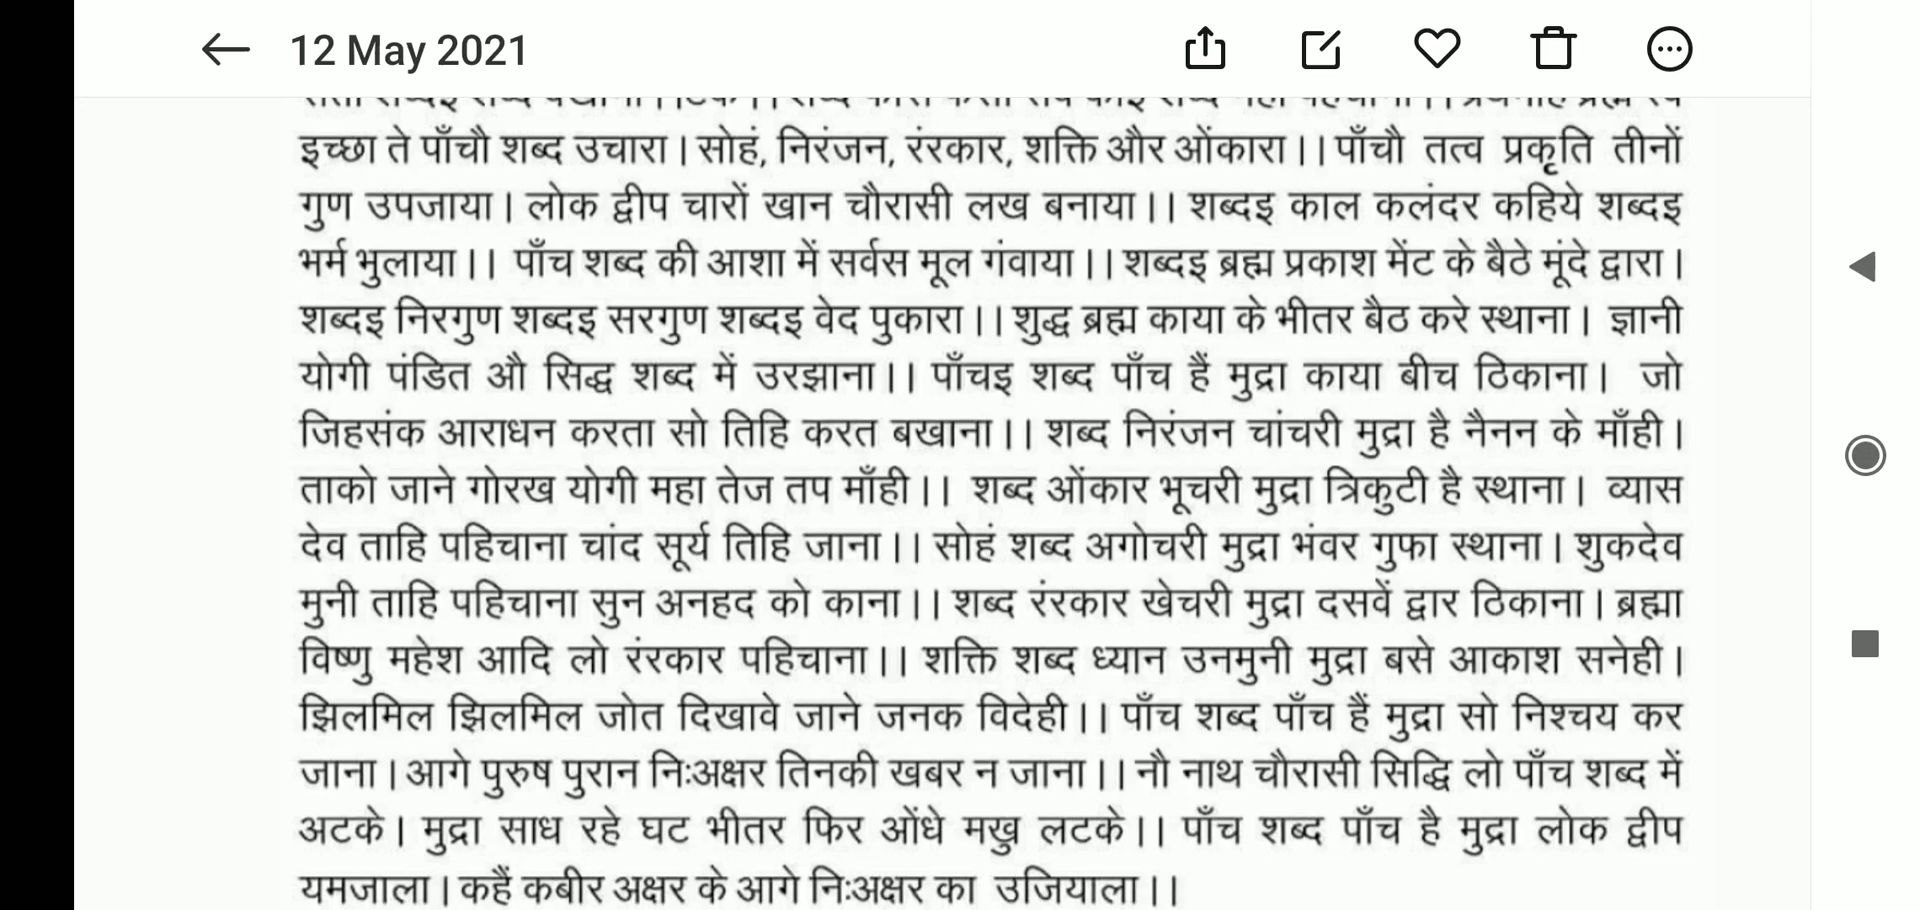 12 May 2021
इच्छा ते पाँचौ शब्द उचारा। सोहं, निरंजन, रंरकार, शक्ति और ओंकारा।। पाँचौ तत्व प्रकृति तीनों
गुण उपजाया। लोक द्वीप चारों खान चौरासी लख बनाया।। शब्दइ काल कलंदर कहिये शब्दइ
भर्म भुलाया।। पाँच शब्द की आशा में सर्वस मूल गंवाया।। शब्दइ ब्रह्म प्रकाश मेंट के बैठे मूंदे द्वारा।
शब्दइ निरगुण शब्दइ सरगुण शब्दइ वेद पुकारा।। शुद्ध ब्रह्म काया के भीतर बैठ करे स्थाना। ज्ञानी
योगी पंडित औ सिद्ध शब्द में उरझाना।। पाँचइ शब्द पाँच हैं मुद्रा काया बीच ठिकाना। जो
जिहसंक आराधन करता सो तिहि करत बखाना।। शब्द निरंजन चांचरी मुद्रा है नैनन के माँही।
ताको जाने गोरख योगी महा तेज तप माँही।। शब्द ओंकार भूचरी मुद्रा त्रिकुटी है स्थाना। व्यास
देव ताहि पहिचाना चांद सूर्य तिहि जाना।। सोहं शब्द अगोचरी मुद्रा भंवर गुफा स्थाना। शुकदेव
मुनी ताहि पहिचाना सुन अनहद को काना।। शब्द रंरकार खेचरी मुद्रा दसवें द्वार ठिकाना। ब्रह्मा
विष्णु महेश आदि लो रंरकार पहिचाना।। शक्ति शब्द ध्यान उनमुनी मुद्रा बसे आकाश सनेही।
झिलमिल झिलमिल जोत दिखावे जाने जनक विदेही।। पाँच शब्द पाँच हैं मुद्रा सो निश्चय कर
जाना। आगे पुरुष पुरान निःअक्षर तिनकी खबर न जाना।। नौ नाथ चौरासी सिद्धि लो पाँच शब्द में
अटके। मुद्रा साध रहे घट भीतर फिर ओंधे मखु लटके।। पाँच शब्द पाँच है मुद्रा लोक द्वीप
यमजाला। कहैं कबीर अक्षर के आगे निःअक्षर का उजियाला।।